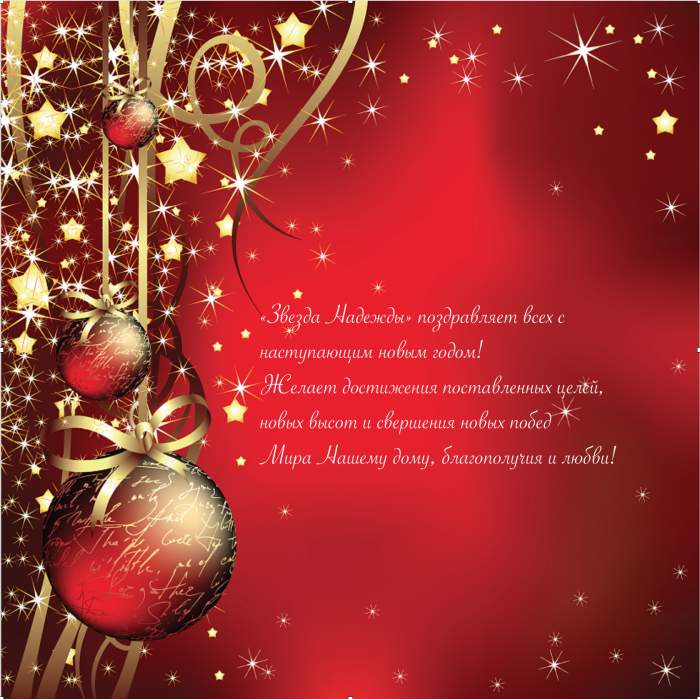 «Звезда Надежды» поздравляет всех с
наступающим новым годом!
Желает достижения поставленных целей,
новых высот и свершения новых побед
Мира Нашему дому, благополучия и любви!